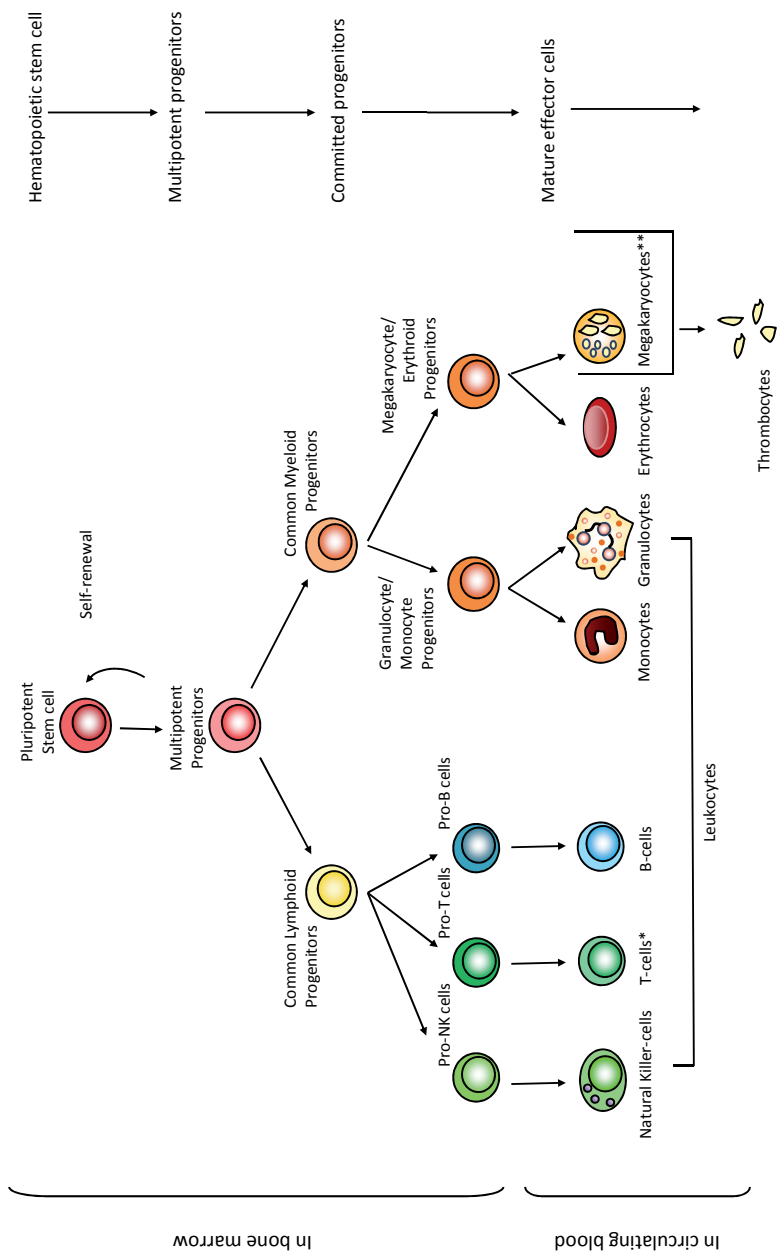 Hematopoietic stem cell
Multipotent progenitors
Committed progenitors
Mature effector cells
Pluripotent
Stem cell
Self-renewal
Multipotent
Progenitors
Common Lymphoid
Progenitors
Common Myeloid
Progenitors
Pro-NK cells
Pro-T cells
Pro-B cells
Granulocyte/
Monocyte
Progenitors
Megakaryocyte/
Erythroid
Progenitors
Natural Killer-cells
T-cells*
B-cells
Monocytes
Granulocytes
Erythrocytes
Megakaryocytes**
Leukocytes
Thrombocytes
In bone marrow
In circulating blood